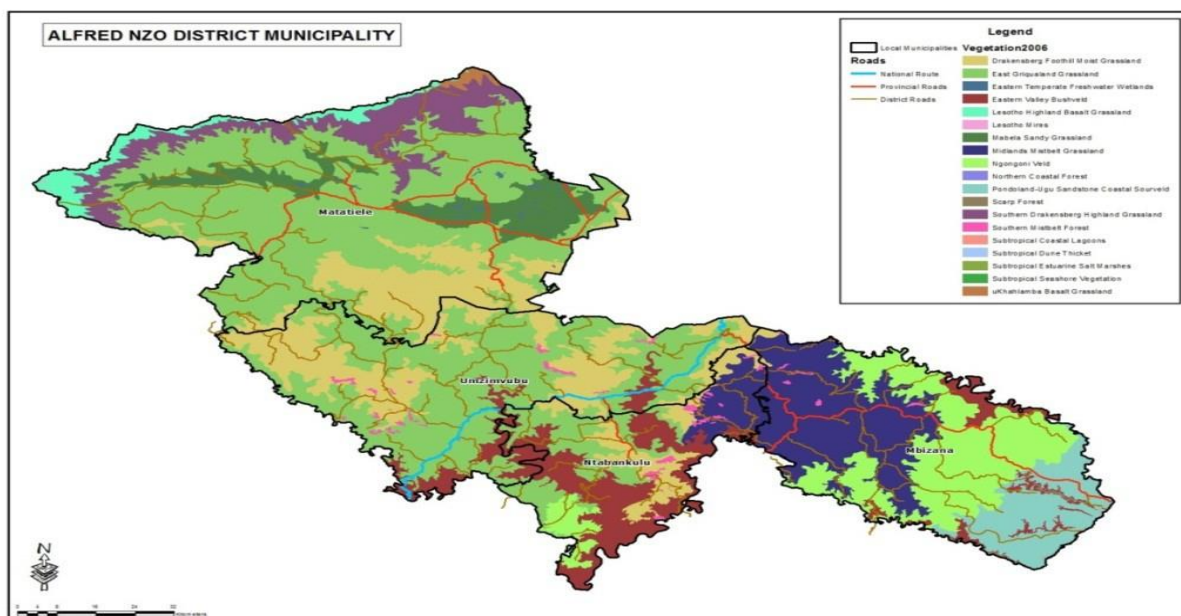 ALFRED NZO DISTRICT MUNICIPALITY
Legend
Local Municipalities
Roads
National Route
Provincial Roads
District Roads
Vegetation2006
Drakensberg Foothill Moist Grassland
East Griqualand Grassland
Eastern Temperate Freshwater Wetlands
Eastern Valley Bushveld
Lesotho Highland Basalt Grassland
Lesotho Mires
Mabela Sandy Grassland
Midlands Mistbelt Grassland
Ngongoni Veld
Northern Coastal Forest
Pondoland-Ugu Sandstone Coastal Sourveld
Scarp Forest
Southern Drakensberg Highland Grassland
Southern Mistbelt Forest
Subtropical Coastal Lagoons
Subtropical Dune Thicket
Subtropical Estuarine Salt Marshes
Subtropical Seashore Vegetation
uKhahlamba Basalt Grassland
Matatiele
Umzimvubu
Ntabankulu
Mbizana
N